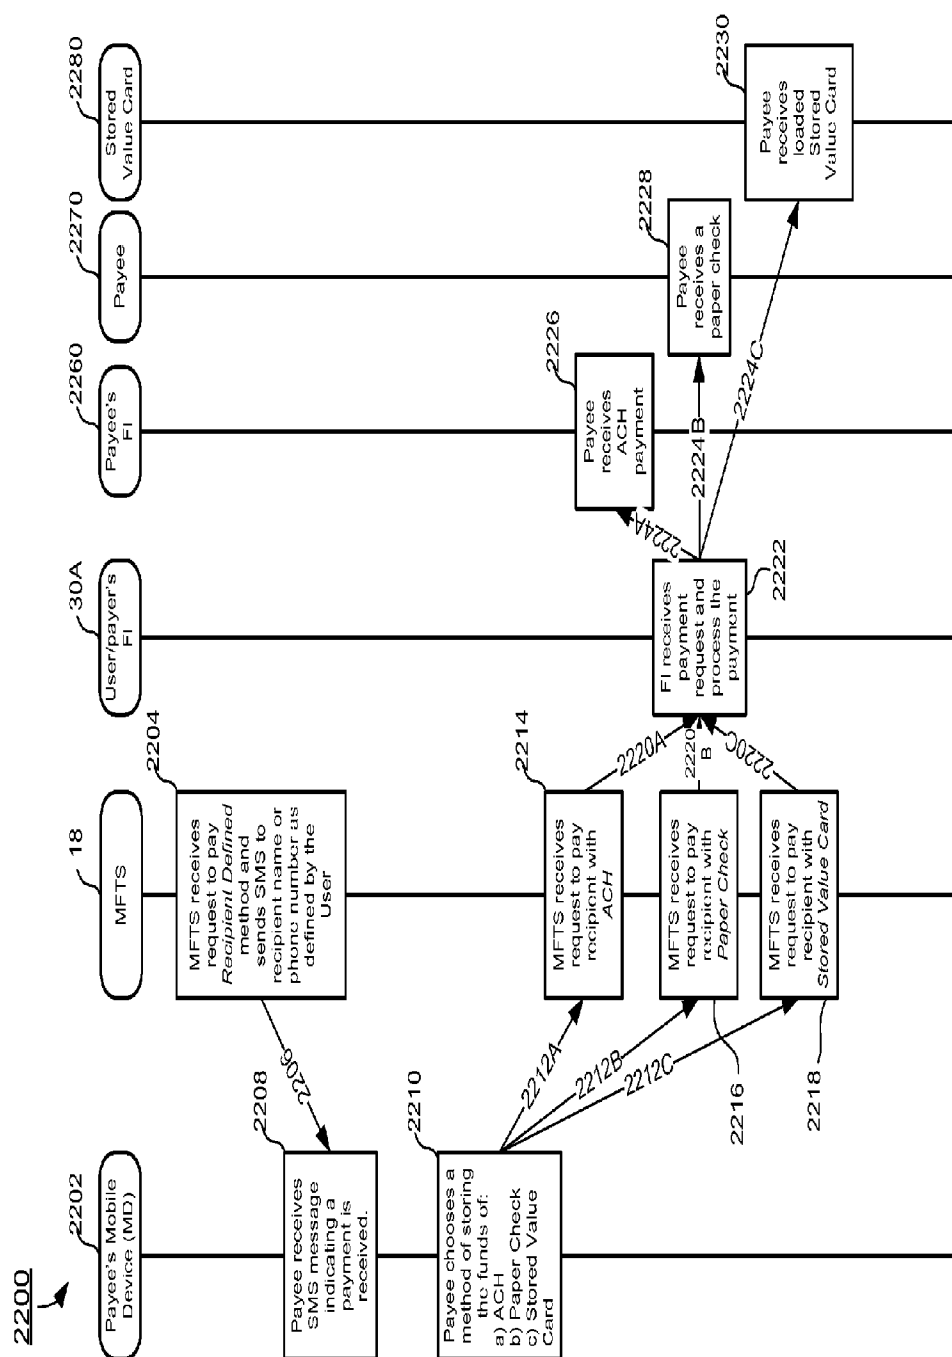 2200
2202
Payee's Mobile
Device (MD)
18
MFTS
30A
User/payer's
FI
2260
Payee's
FI
2270
Payee
2280
Stored
Value Card
2204
MFTS receives
request to pay
Recipient Defined
method and
sends SMS to
recipient name or
phone number as
defined by the
User
2206
2208
Payee receives
SMS message
indicating a
payment is
received.
2210
Payee chooses a
method of storing
the funds of:
a) ACH
b) Paper Check
c) Stored Value
Card
2212A
2212B
2212C
2214
MFTS receives
request to pay
recipient with
ACH
MFTS receives
request to pay
recipient with
Paper Check
2216
MFTS receives
request to pay
recipient with
Stored Value Card
2218
2220A
2220
B
2220C
FI receives
payment
request and
process the
payment
2222
2224A
2224B
2224C
2226
Payee
receives
ACH
payment
2228
Payee
receives a
paper check
2230
Payee
receives
loaded
Stored
Value Card